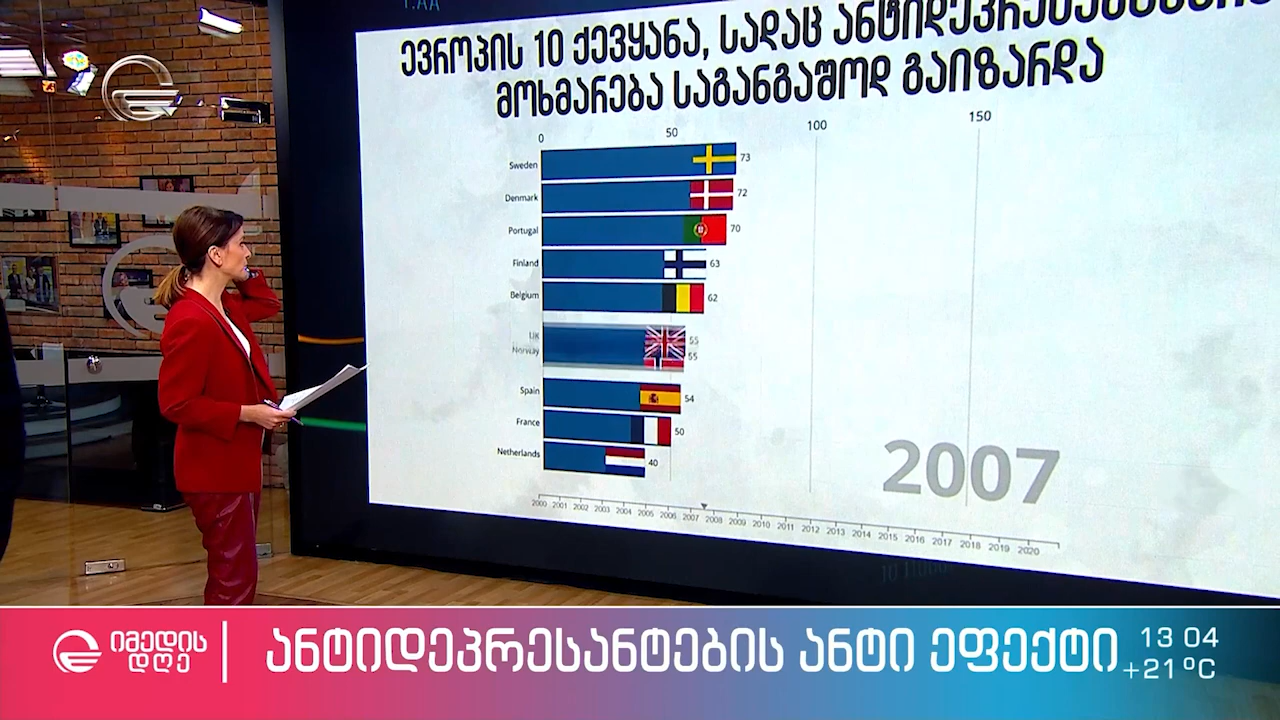 ევროპის 10 ქვეყანა, სადაც
მოხმარება საგანგაშოდ გაიზარდა
0 50 100 150
Sweden 73
Denmark 72
Portugal 70
Finland 63
Belgium 62
UK 55
Norway 55
Spain 54
France 50
Netherlands 40
2007
2000 2001 2002 2003 2004 2005 2006 2007 2008 2009 2010 2011 2012 2013 2014 2015 2016 2017 2018 2019 2020
იმედის
დღე
ანტიდეპრესანტების ანტი ეფექტი
13 04
+21°C